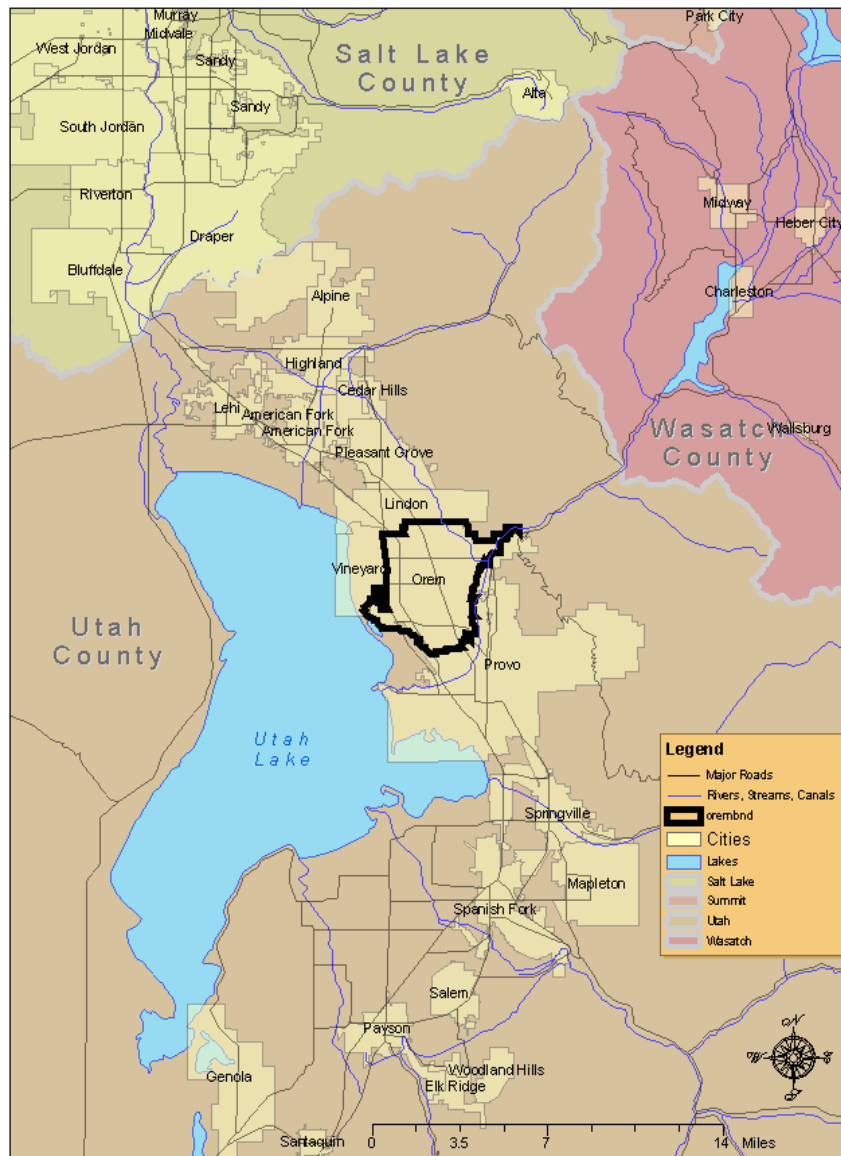 Murray
Park City
West Jordan
Midvale
Sandy
Salt Lake
County
Alta
Sandy
South Jordan
Riverton
Midway
Heber City
Draper
Bluffdale
Charleston
Alpine
Highland
Cedar Hills
Lehi
American Fork
American Fork
Wallsburg
Wasatch
County
Pleasant Grove
Lindon
Vineyard
Orem
Utah
County
Provo
Utah
Lake
Legend
Major Roads
Rivers, Streams, Canals
orembnd
Cities
Lakes
Salt Lake
Summit
Utah
Wasatch
Springville
Mapleton
Spanish Fork
Salem
Payson
Woodland Hills
Elk Ridge
Genola
Santaquin
N
W
E
S
0 3.5 7 14 Miles